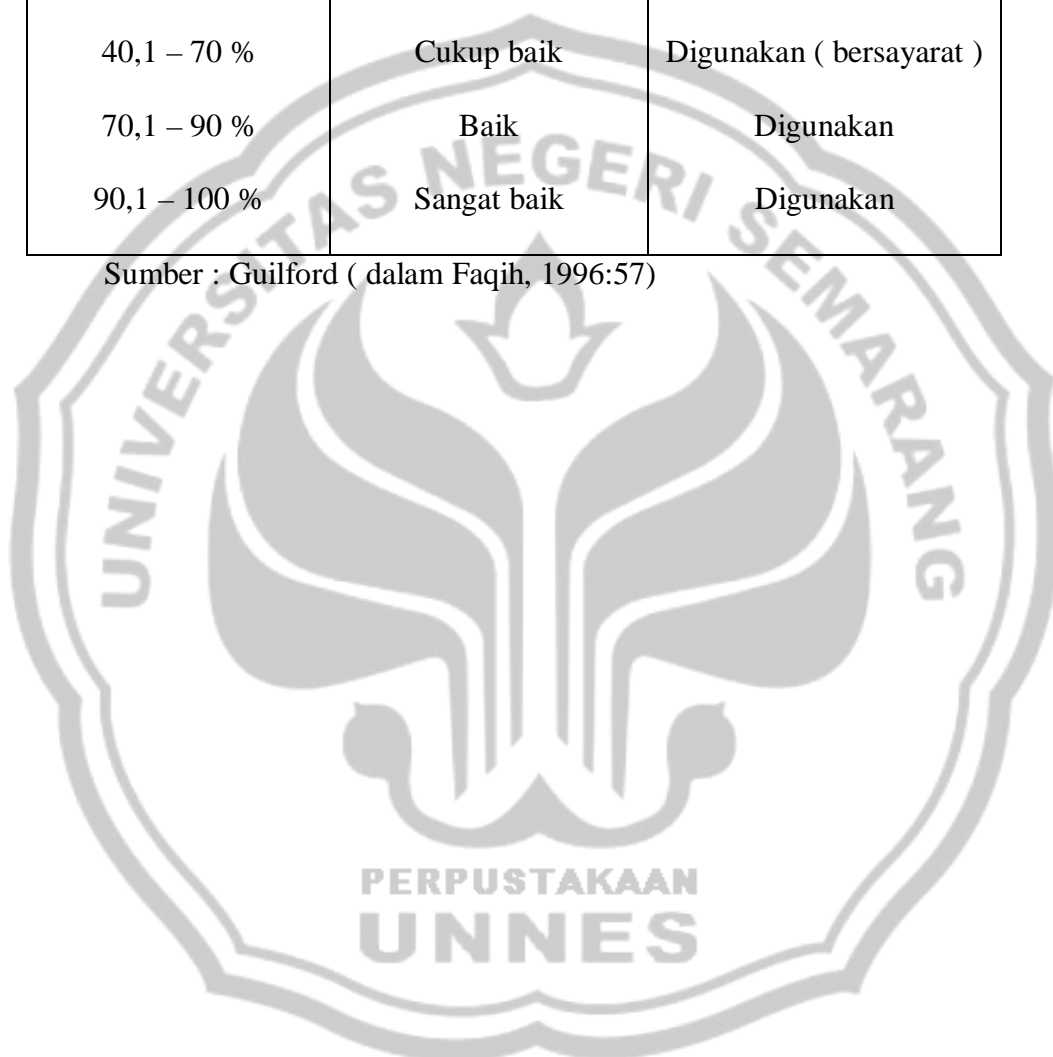 40,1 – 70 % Cukup baik Digunakan ( bersayarat )
70,1 – 90 % Baik Digunakan
90,1 – 100 % Sangat baik Digunakan
Sumber : Guilford ( dalam Faqih, 1996:57)
UNIVERSITAS NEGERI SEMARANG
PERPUSTAKAAN
UNNES